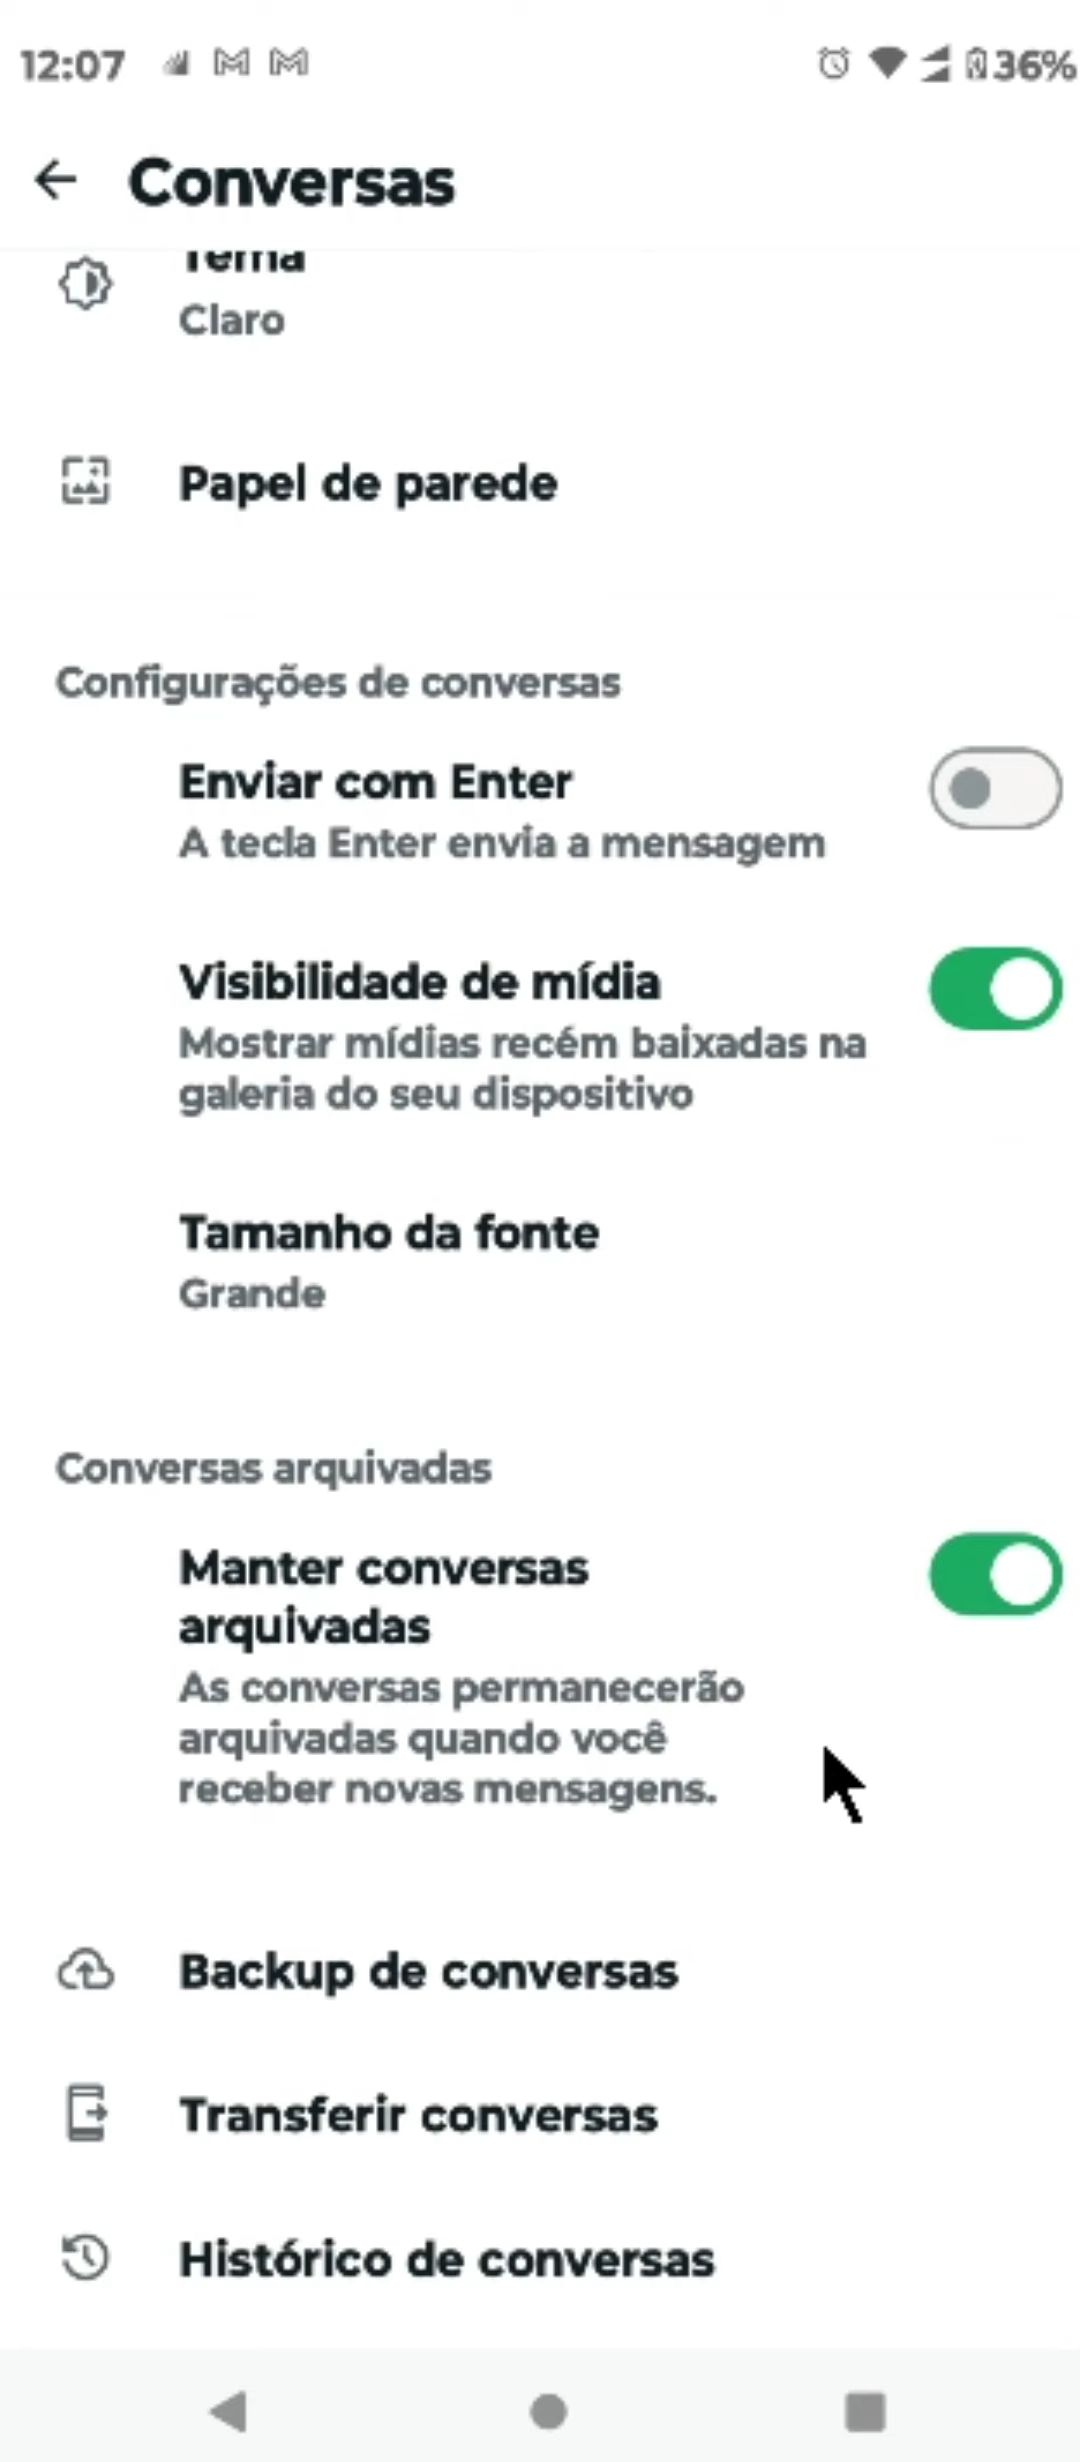 12:07
36%
Conversas
Tema
Claro
Papel de parede
Configurações de conversas
Enviar com Enter
A tecla Enter envia a mensagem
Visibilidade de mídia
Mostrar mídias recém baixadas na
galeria do seu dispositivo
Tamanho da fonte
Grande
Conversas arquivadas
Manter conversas
arquivadas
As conversas permanecerão
arquivadas quando você
receber novas mensagens.
Backup de conversas
Transferir conversas
Histórico de conversas